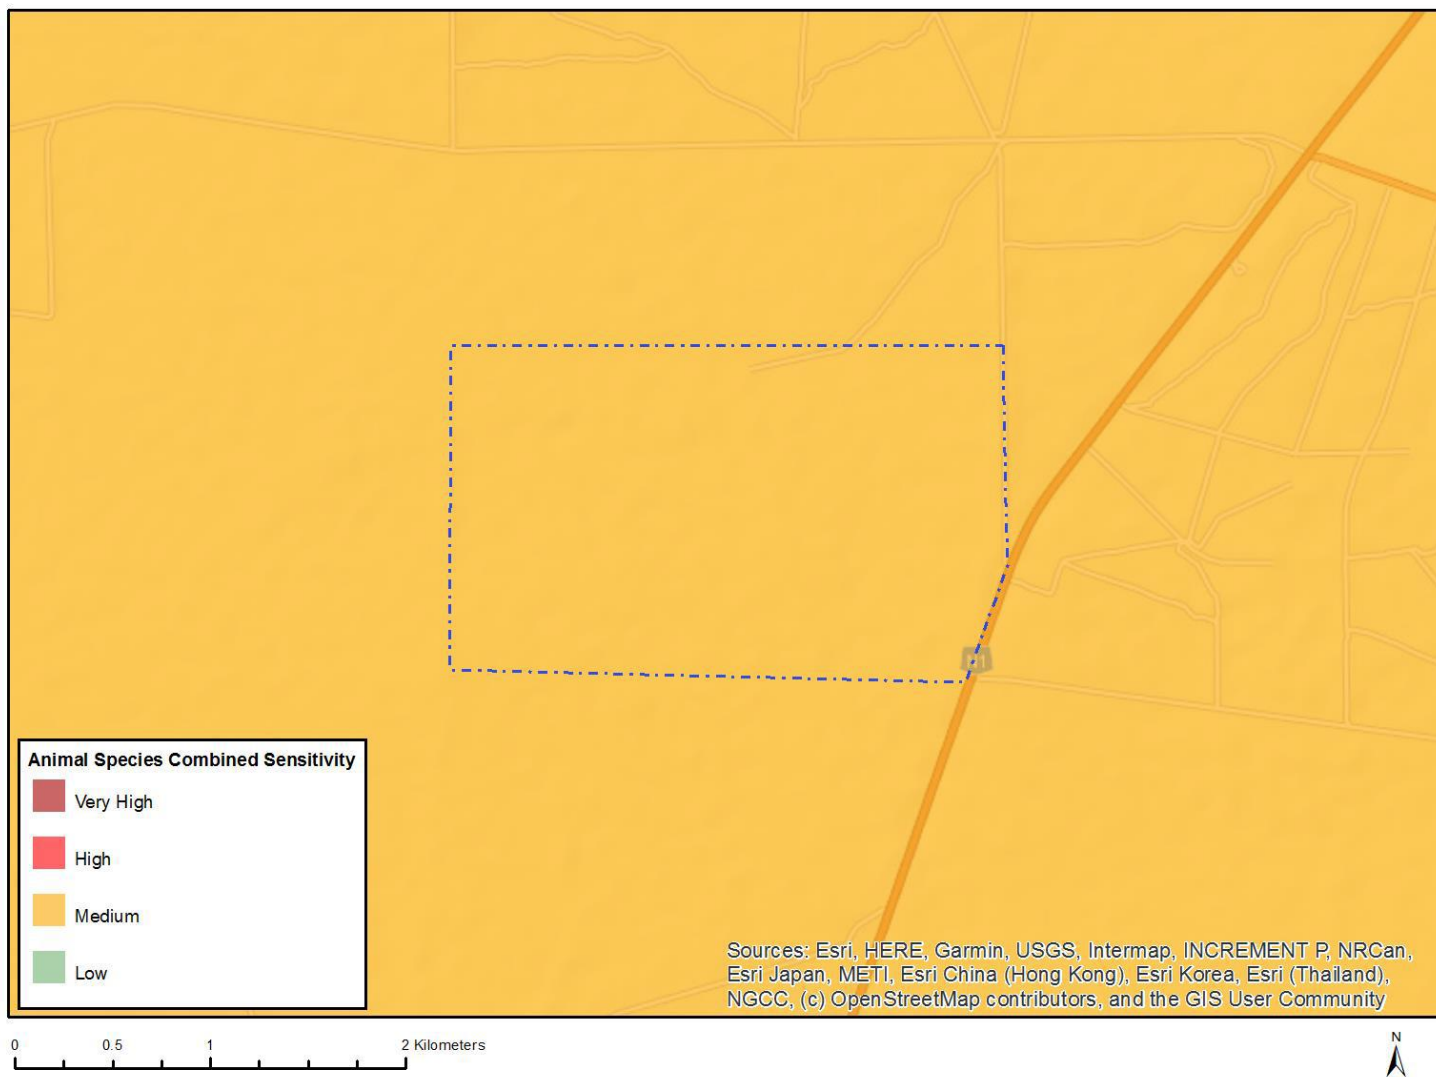 Animal Species Combined Sensitivity
Very High
High
Medium
Low
Sources: Esri, HERE, Garmin, USGS, Intermap, INCREMENT P, NRCan,
Esri Japan, METI, Esri China (Hong Kong), Esri Korea, Esri (Thailand),
NGCC, (c) OpenStreetMap contributors, and the GIS User Community
0 0.5 1 2 Kilometers
N